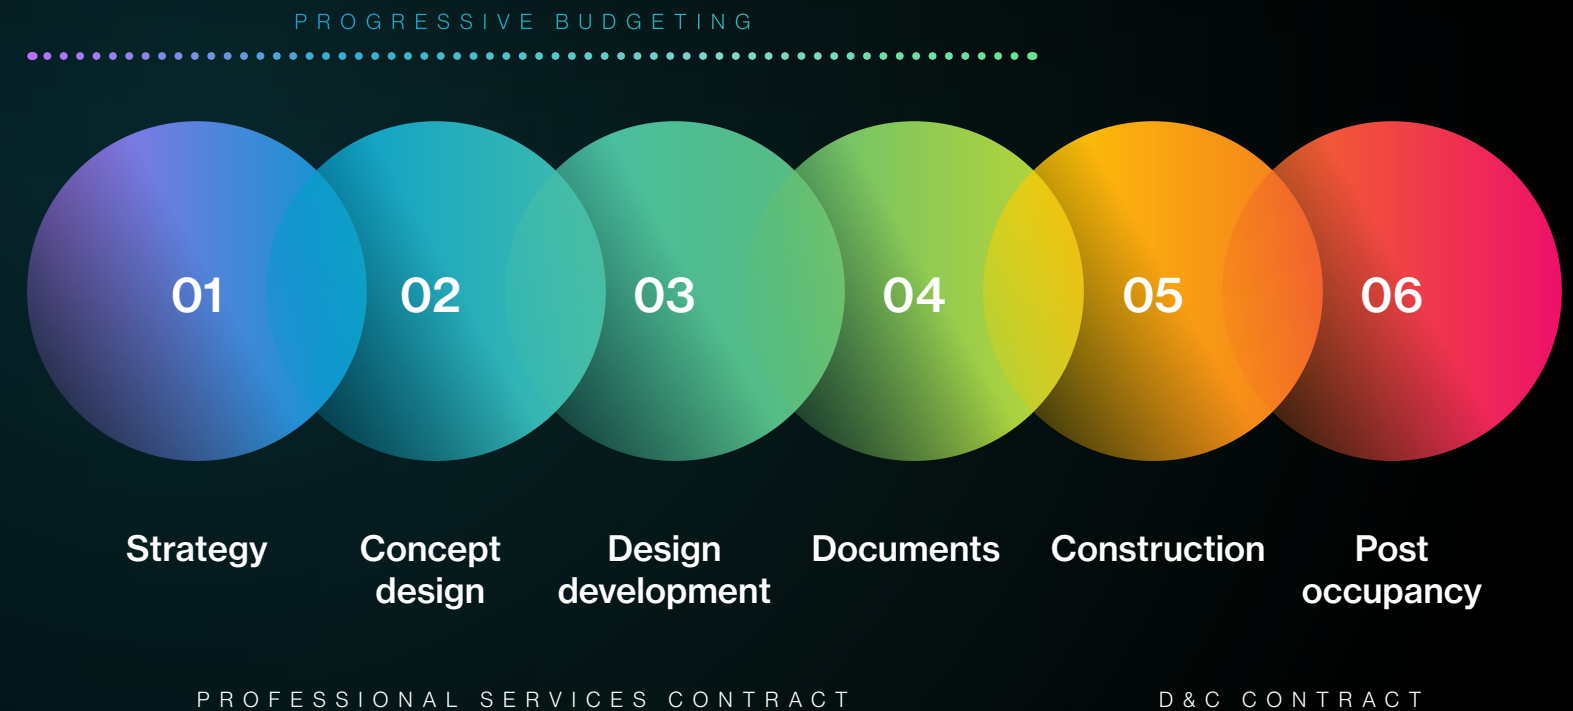 PROGRESSIVE BUDGETING
01
02
03
04
05
06
Strategy
Concept
design
Design
development
Documents
Construction
Post
occupancy
PROFESSIONAL SERVICES CONTRACT
D&C CONTRACT